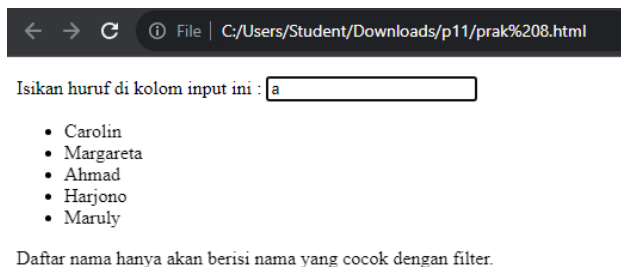 File | C:/Users/Student/Downloads/p11/prak%208.html
Isikan huruf di kolom input ini : a
• Carolin
• Margareta
• Ahmad
• Harjono
• Maruly
Daftar nama hanya akan berisi nama yang cocok dengan filter.